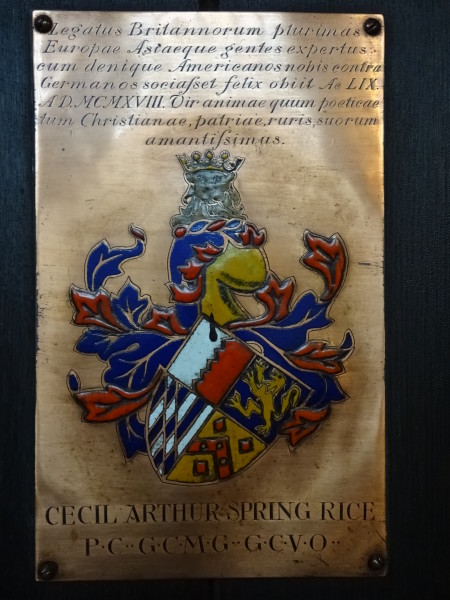 Legatus Britannorum plurimas
Europae Asiaeque gentes expertus:
cum denique Americanos nobis contra
Germanos sociaſset felix obiit Ae LIX.
A D. MCMXVIII. Vir animae quum poeticae
tum Christianae, patriae, ruris, suorum
amantiſsimus.
CECIL ARTHUR SPRING RICE
P·C··G·C·M·G··G·C·V·O··